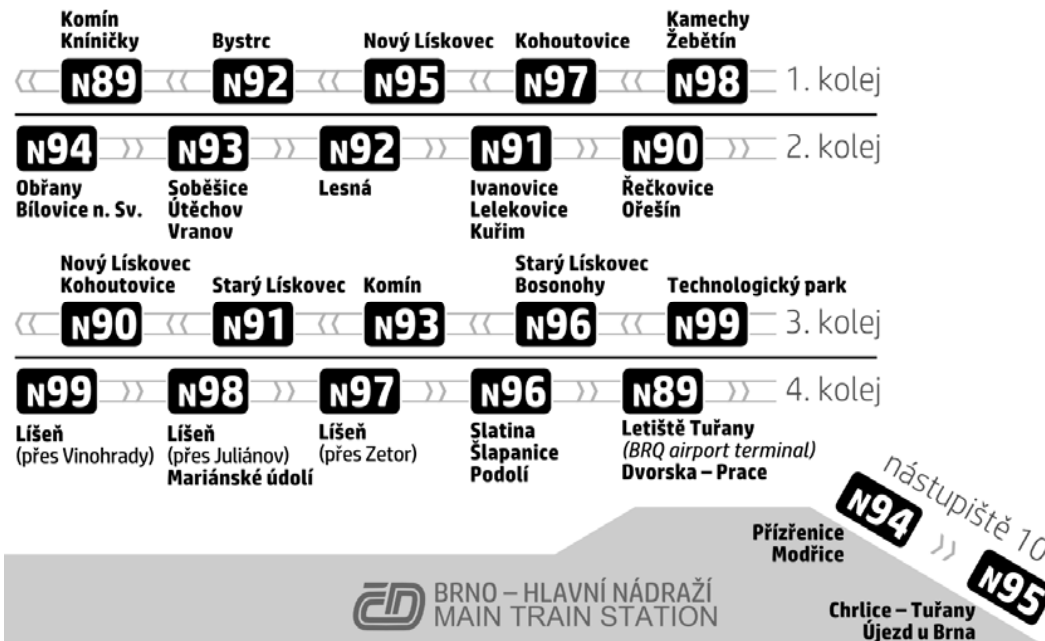 Komín
Kníničky
Bystrc
Nový Lískovec
Kohoutovice
Kamechy
Žebětín
N89 N92 N95 N97 N98 1. kolej
N94 N93 N92 N91 N90 2. kolej
Obřany
Bílovice n. Sv.
Soběšice
Útěchov
Vranov
Lesná
Ivanovice
Lelekovice
Kuřim
Řečkovice
Ořešín
Nový Lískovec
Kohoutovice
Starý Lískovec
Komín
Starý Lískovec
Bosonohy
Technologický park
N90 N91 N93 N96 N99 3. kolej
N99 N98 N97 N96 N89 4. kolej
Líšeň
(přes Vinohrady)
Líšeň
(přes Juliánov)
Mariánské údolí
Líšeň
(přes Zetor)
Slatina
Šlapanice
Podolí
Letiště Tuřany
(BRQ airport terminal)
Dvorska – Prace
nástupiště 10
N94
N95
Přízřenice
Modřice
Chrlice – Tuřany
Újezd u Brna
ČD
BRNO – HLAVNÍ NÁDRAŽÍ
MAIN TRAIN STATION